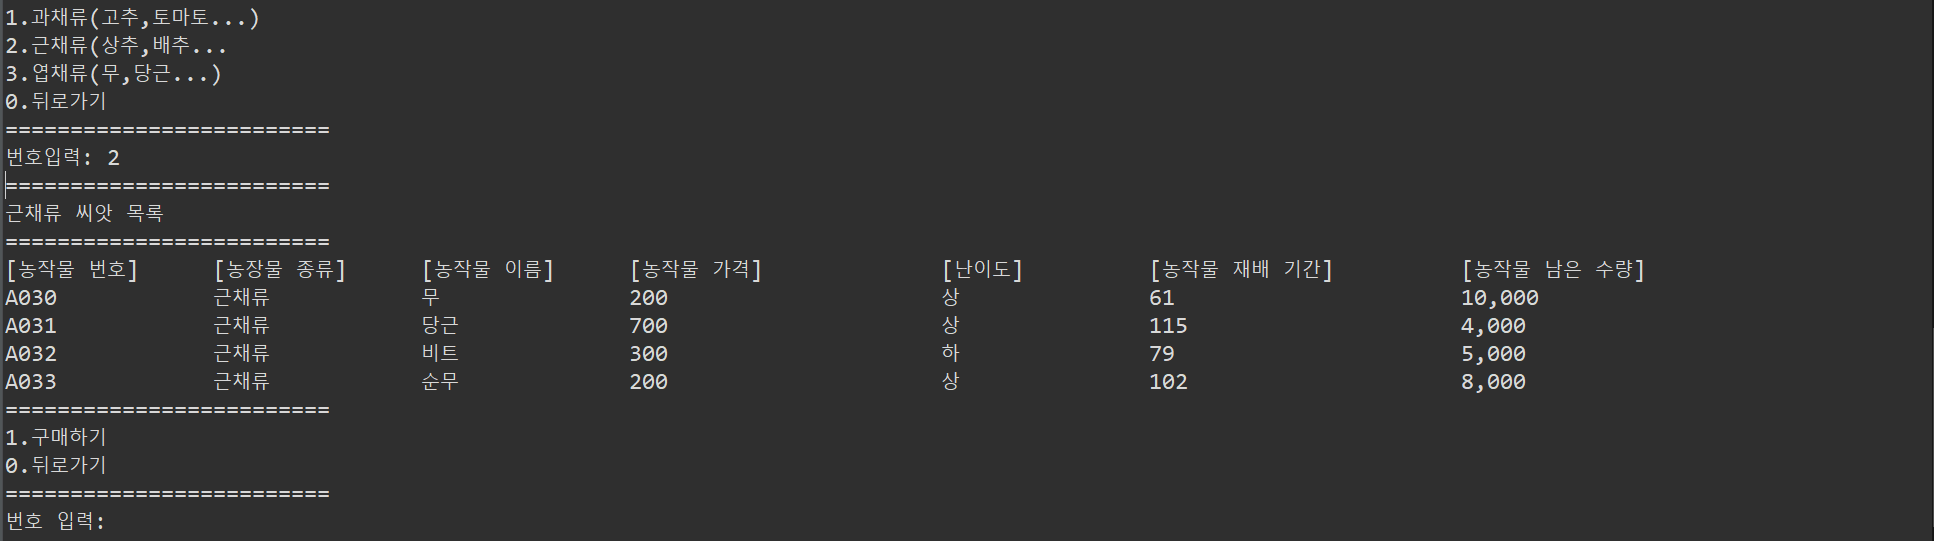 1.과채류(고추,토마토...)
2.근채류(상추,배추...
3.엽채류(무,당근...)
0.뒤로가기
=========================
번호입력: 2
=========================
근채류 씨앗 목록
=========================
[농작물 번호] [농장물 종류] [농작물 이름] [농작물 가격] [난이도] [농작물 재배 기간] [농작물 남은 수량]
A030 근채류 무 200 상 61 10,000
A031 근채류 당근 700 상 115 4,000
A032 근채류 비트 300 하 79 5,000
A033 근채류 순무 200 상 102 8,000
=========================
1.구매하기
0.뒤로가기
=========================
번호 입력: